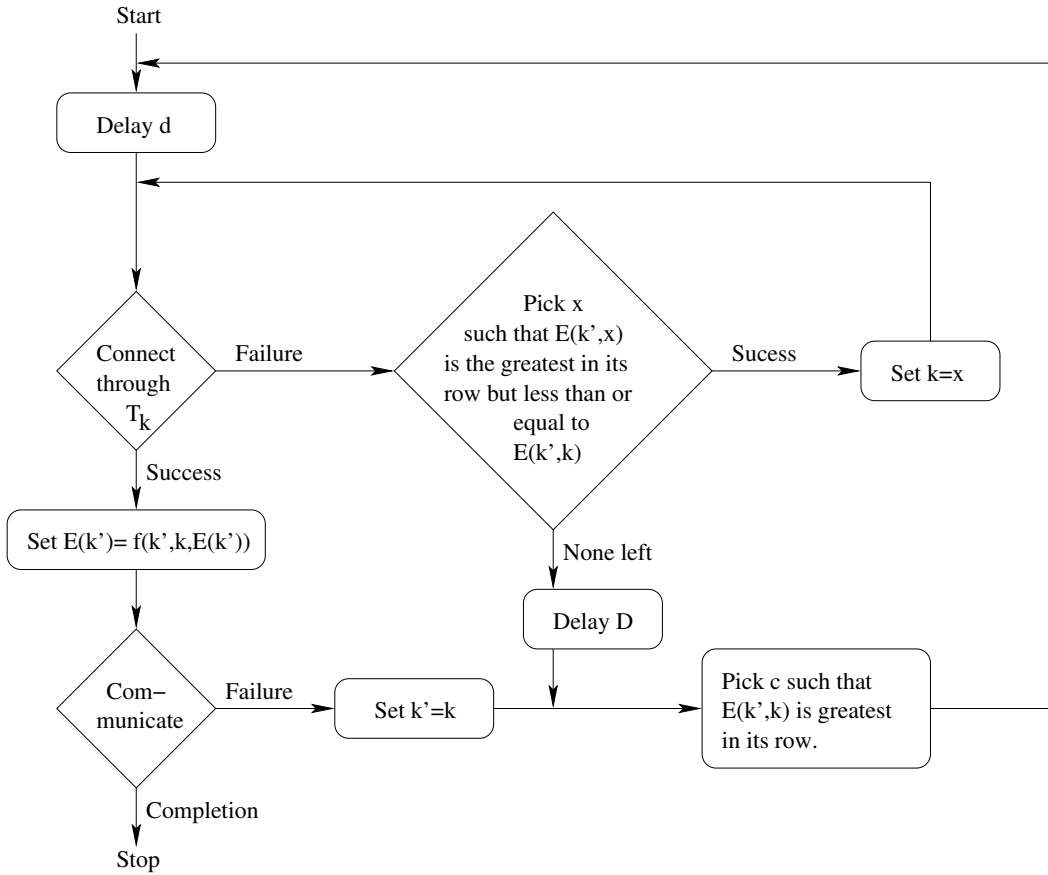 Start
Delay d
Connect
through
T_k
Failure
Pick x
such that E(k',x)
is the greatest in its
row but less than or
equal to
E(k',k)
Sucess
Set k=x
Success
Set E(k')= f(k',k,E(k'))
None left
Delay D
Com−
municate
Failure
Set k'=k
Pick c such that
E(k',k) is greatest
in its row.
Completion
Stop